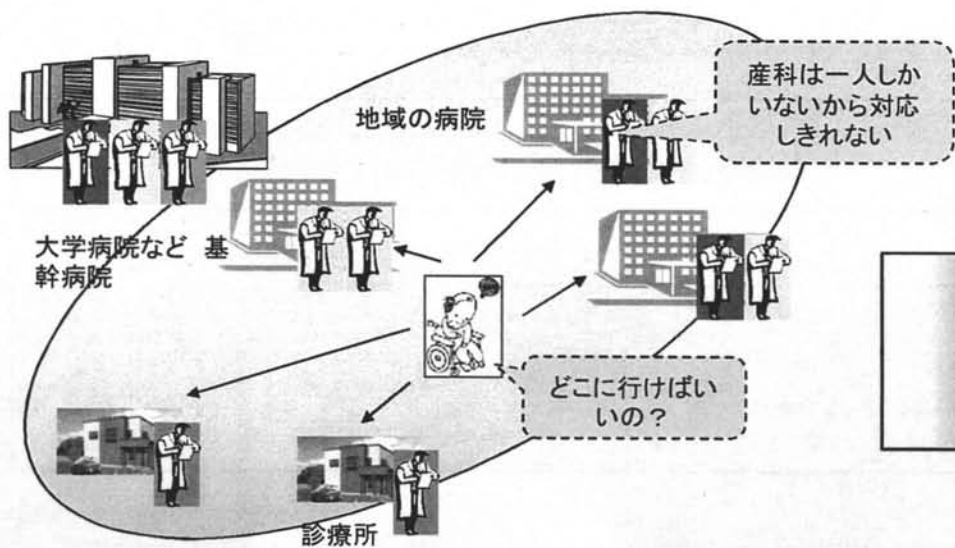 産科は一人しか
いないから対応
しきれない
地域の病院
大学病院など 基
幹病院
どこに行けばい
いの？
診療所